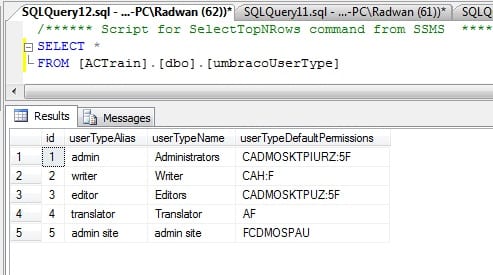 SQLQuery12.sql - ...-PC\Radwan (62))* SQLQuery11.sql - ...-PC\Radwan (61))* SQLQ
/****** Script for SelectTopNRows command from SSMS ****
SELECT *
FROM [ACTrain].[dbo].[umbracoUserType]
Results Messages
id userTypeAlias userTypeName userTypeDefaultPermissions
1 1 admin Administrators CADMOSKTPIURZ:5F
2 2 writer Writer CAH:F
3 3 editor Editors CADMOSKTPUZ:5F
4 4 translator Translator AF
5 5 admin site admin site FCDMOSPAU